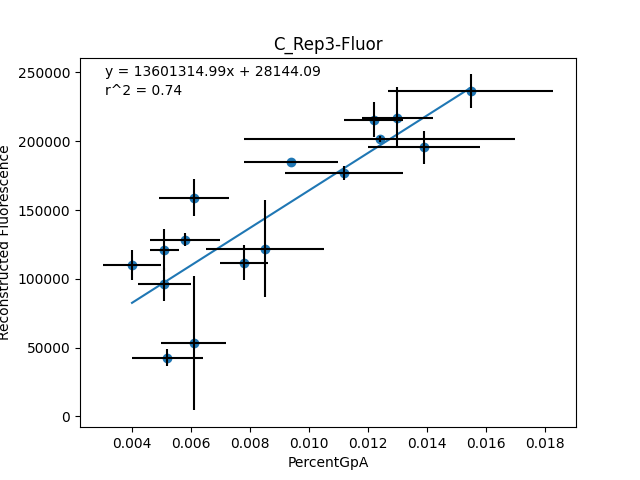 C_Rep3-Fluor
y = 13601314.99x + 28144.09
r^2 = 0.74
250000
200000
150000
100000
50000
0
Reconstructed Fluorescence
0.004 0.006 0.008 0.010 0.012 0.014 0.016 0.018
PercentGpA